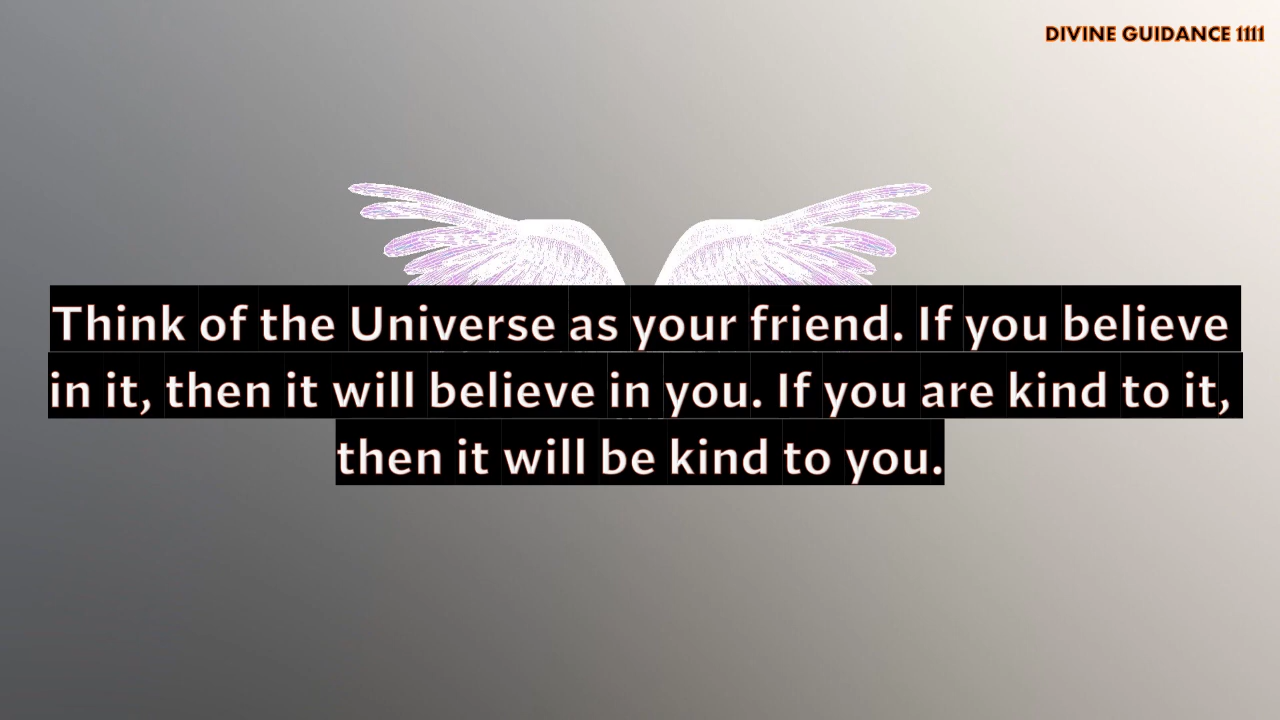 DIVINE GUIDANCE 1111
Think of the Universe as your friend. If you believe
in it, then it will believe in you. If you are kind to it,
then it will be kind to you.